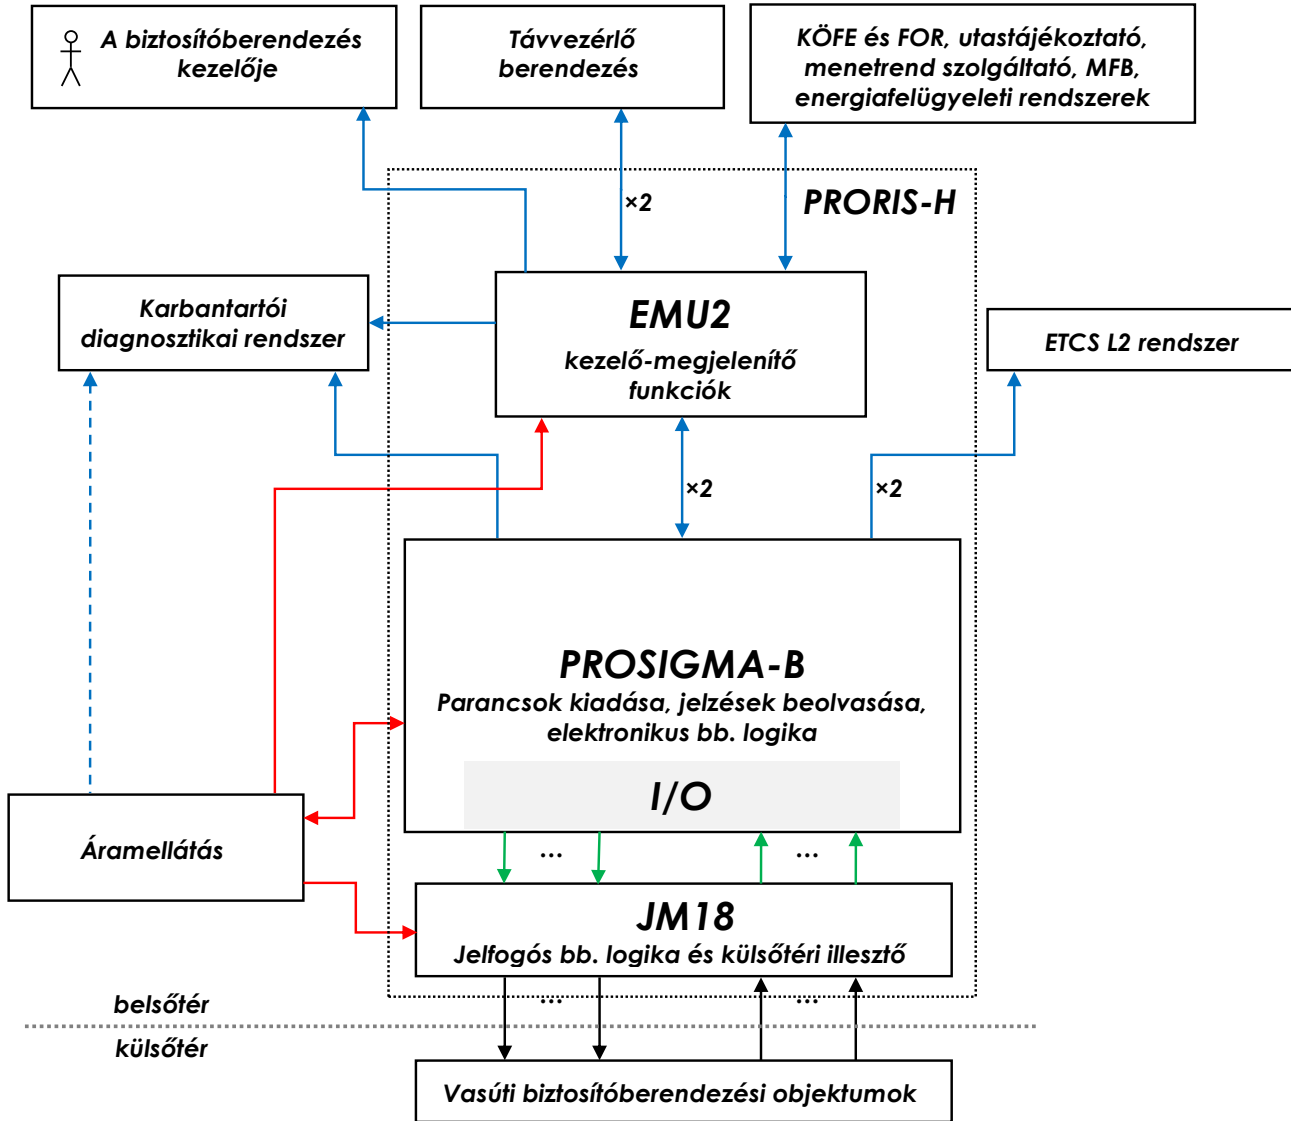 A biztosítóberendezés
kezelője
Távvezérlő
berendezés
KÖFE és FOR, utastájékoztató,
menetrend szolgáltató, MFB,
energiafelügyeleti rendszerek
PRORIS-H
×2
Karbantartói
diagnosztikai rendszer
EMU2
kezelő-megjelenítő
funkciók
ETCS L2 rendszer
×2
×2
PROSIGMA-B
Parancsok kiadása, jelzések beolvasása,
elektronikus bb. logika
I/O
Áramellátás
...
...
JM18
Jelfogós bb. logika és külsőtéri illesztő
...
...
belsőtér
külsőtér
Vasúti biztosítóberendezési objektumok